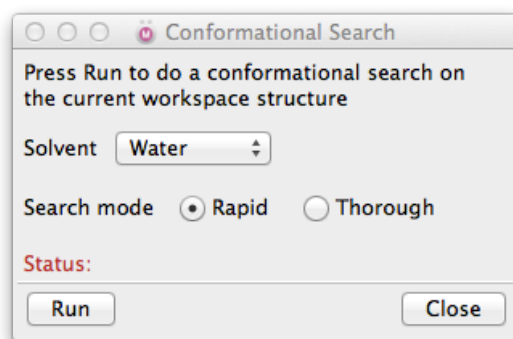 Conformational Search
Press Run to do a conformational search on
the current workspace structure
Solvent Water
Search mode Rapid Thorough
Status:
Run Close